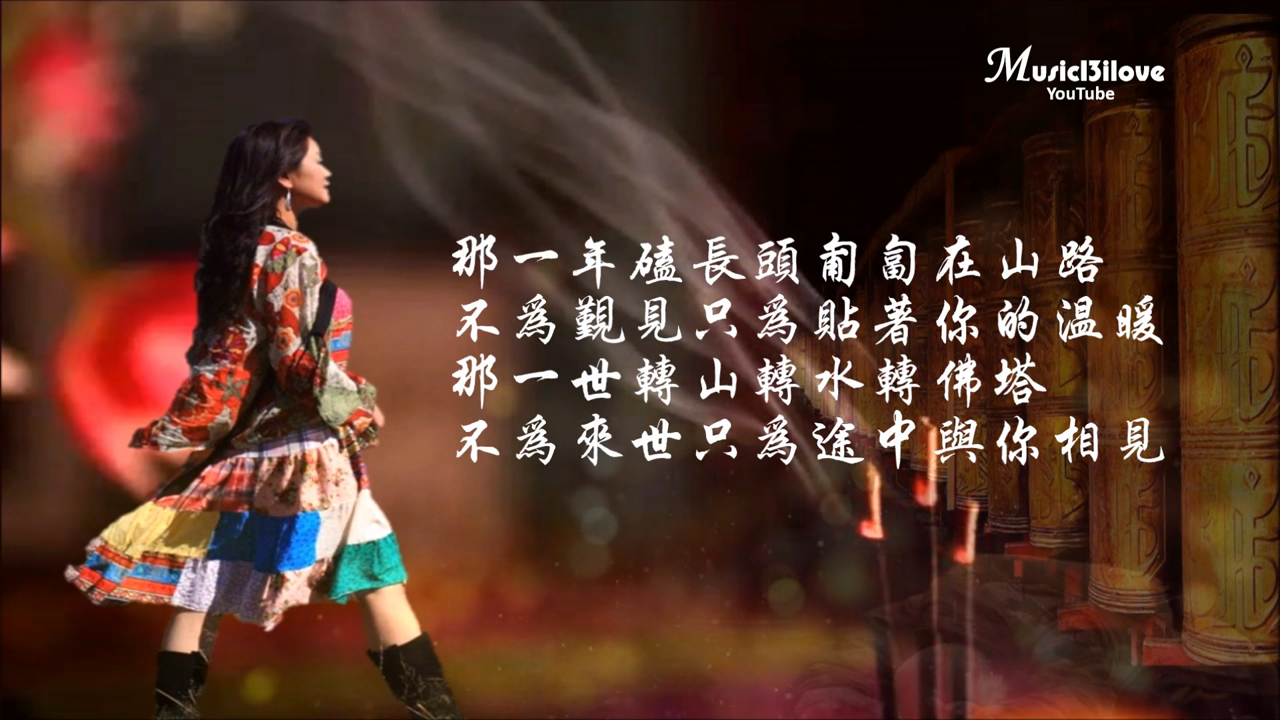 Musicl3ilove
YouTube
那一年磕長頭匍匐在山路
不為覲見只為貼著你的温暖
那一世轉山轉水轉佛塔
不為來世只為途中與你相見